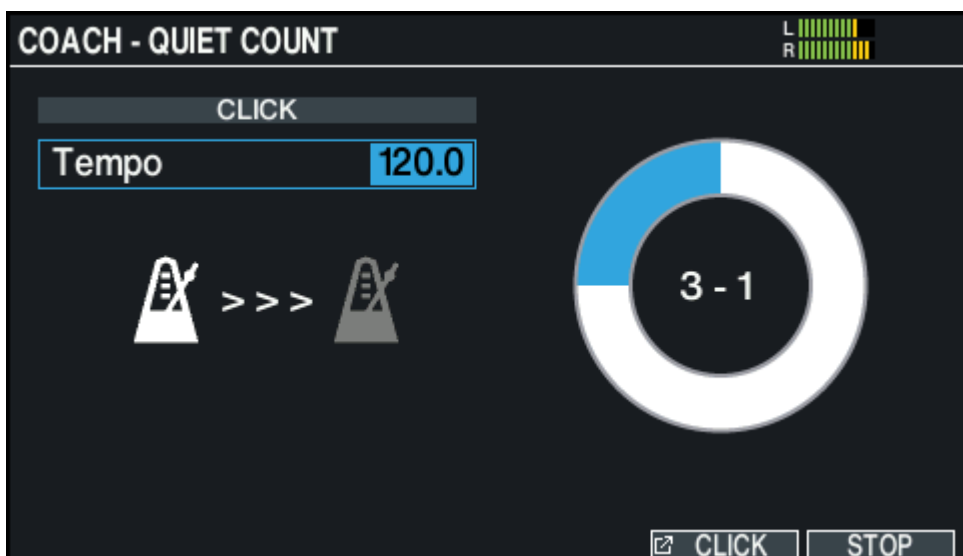 COACH - QUIET COUNT
L
R
CLICK
Tempo 120.0
> > >
3 - 1
CLICK STOP